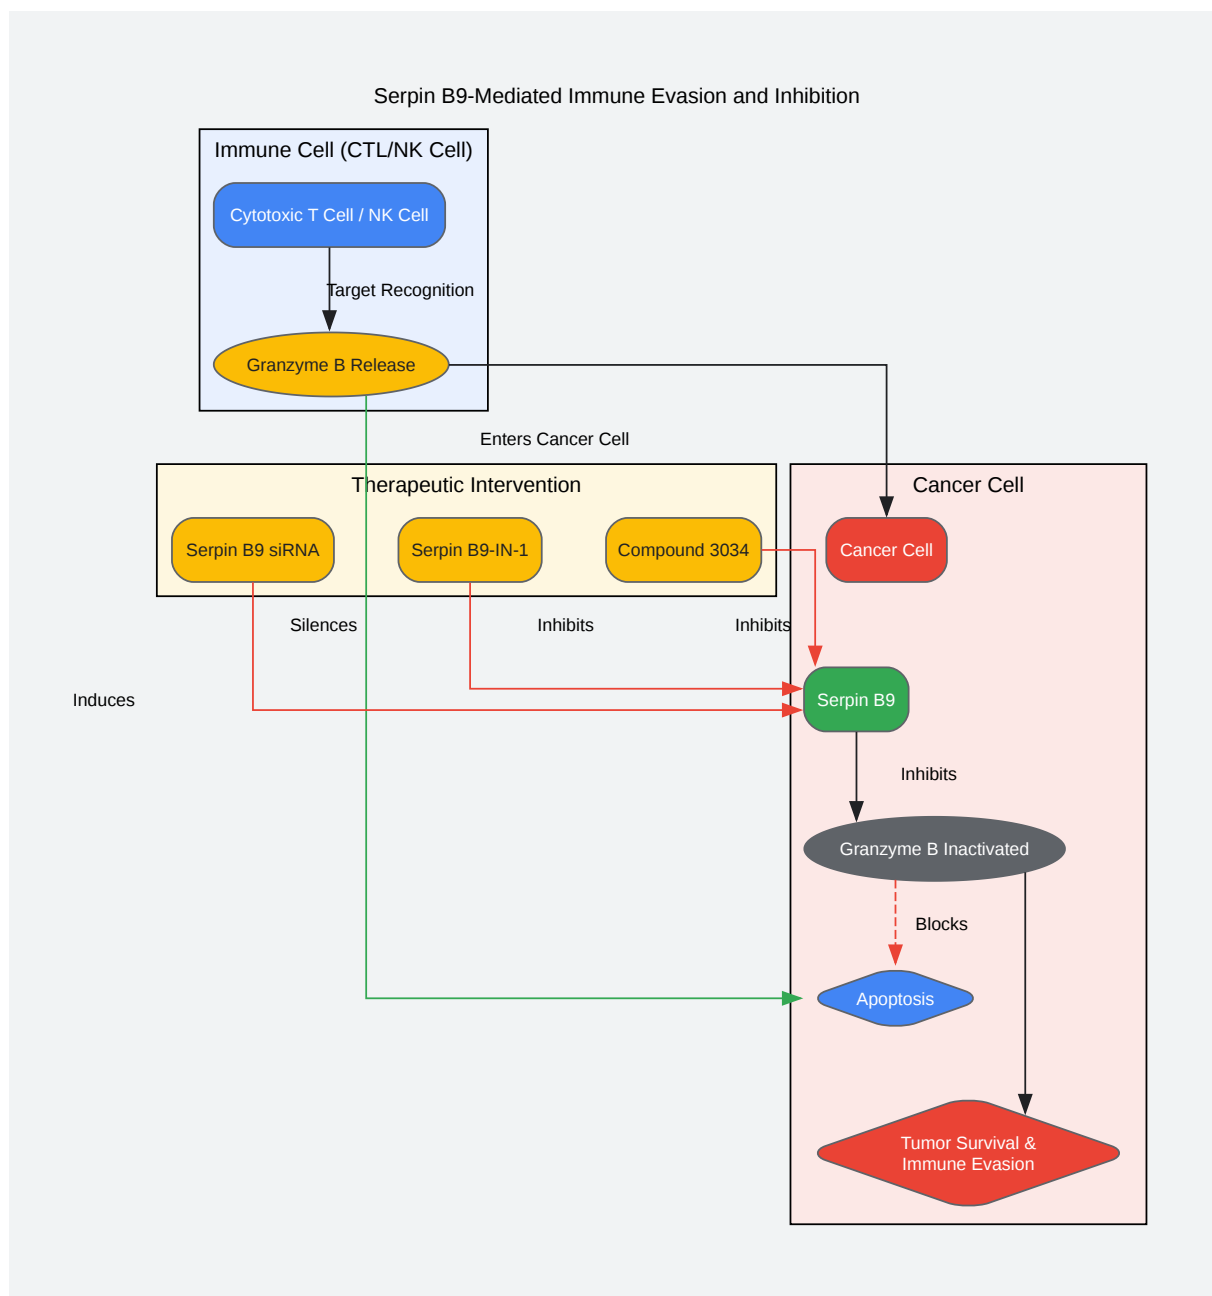 Serpin B9-Mediated Immune Evasion and Inhibition
Immune Cell (CTL/NK Cell)
Cytotoxic T Cell / NK Cell
Target Recognition
Granzyme B Release
Enters Cancer Cell
Therapeutic Intervention
Cancer Cell
Serpin B9 siRNA
Serpin B9-IN-1
Compound 3034
Cancer Cell
Silences
Inhibits
Inhibits
Induces
Serpin B9
Inhibits
Granzyme B Inactivated
Blocks
Apoptosis
Tumor Survival &
Immune Evasion